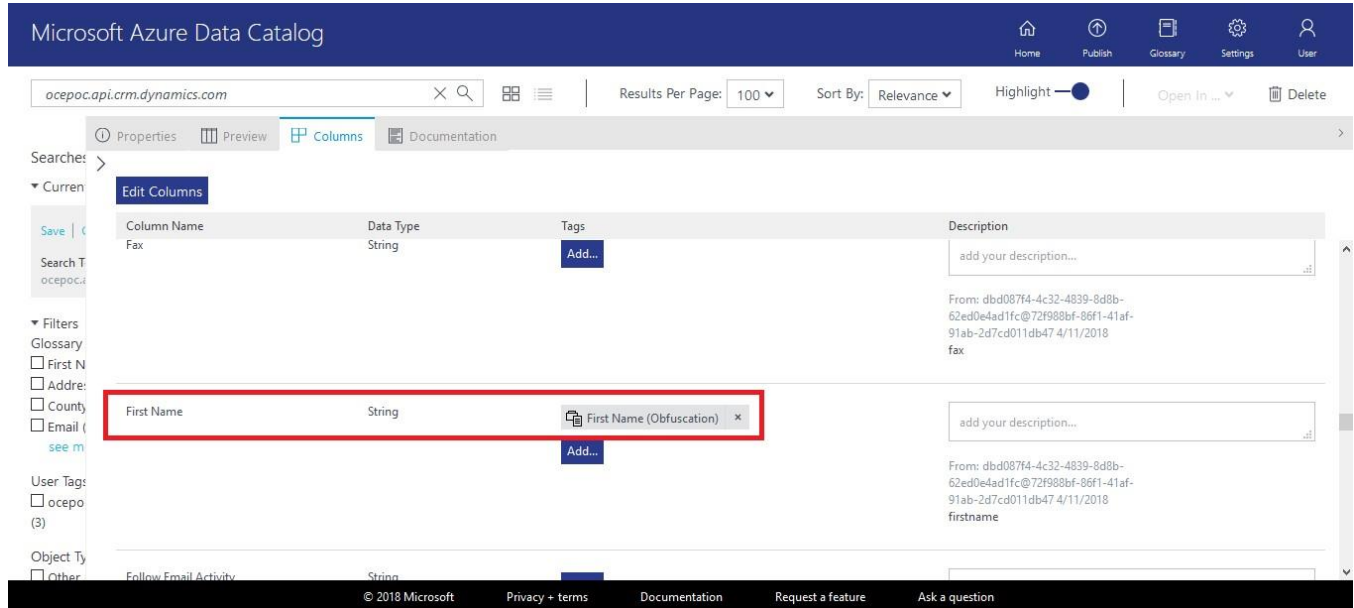 Microsoft Azure Data Catalog
Home Publish Glossary Settings User
ocepoc.api.crm.dynamics.com
Results Per Page: 100 Sort By: Relevance Highlight Open In ... Delete
Properties Preview Columns Documentation
Searches
Curren
Edit Columns
Save |
Column Name Data Type Tags Description
Fax String Add... add your description...
Search T
ocepoc.a
From: dbd087f4-4c32-4839-8d8b-
62ed0e4ad1fc@72f988bf-86f1-41af-
91ab-2d7cd011db47 4/11/2018
fax
Filters
Glossary
First N
Addres
County
Email (
see m
First Name String First Name (Obfuscation) × add your description...
Add...
From: dbd087f4-4c32-4839-8d8b-
62ed0e4ad1fc@72f988bf-86f1-41af-
91ab-2d7cd011db47 4/11/2018
firstname
User Tags
ocepo
(3)
Object Ty
Other
Follow Email Activity String
© 2018 Microsoft Privacy + terms Documentation Request a feature Ask a question